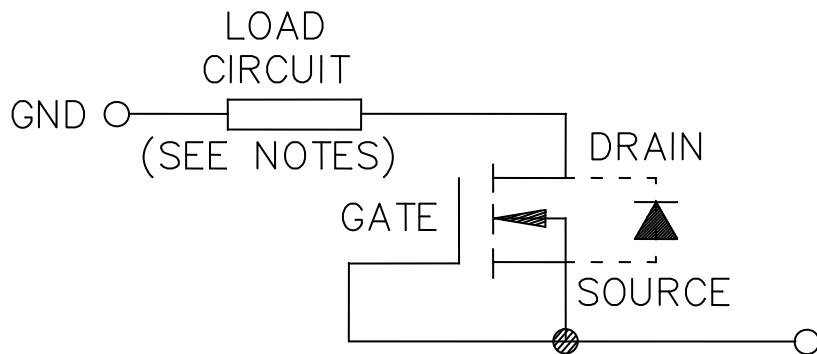 LOAD
CIRCUIT
GND
(SEE NOTES)
DRAIN
GATE
SOURCE